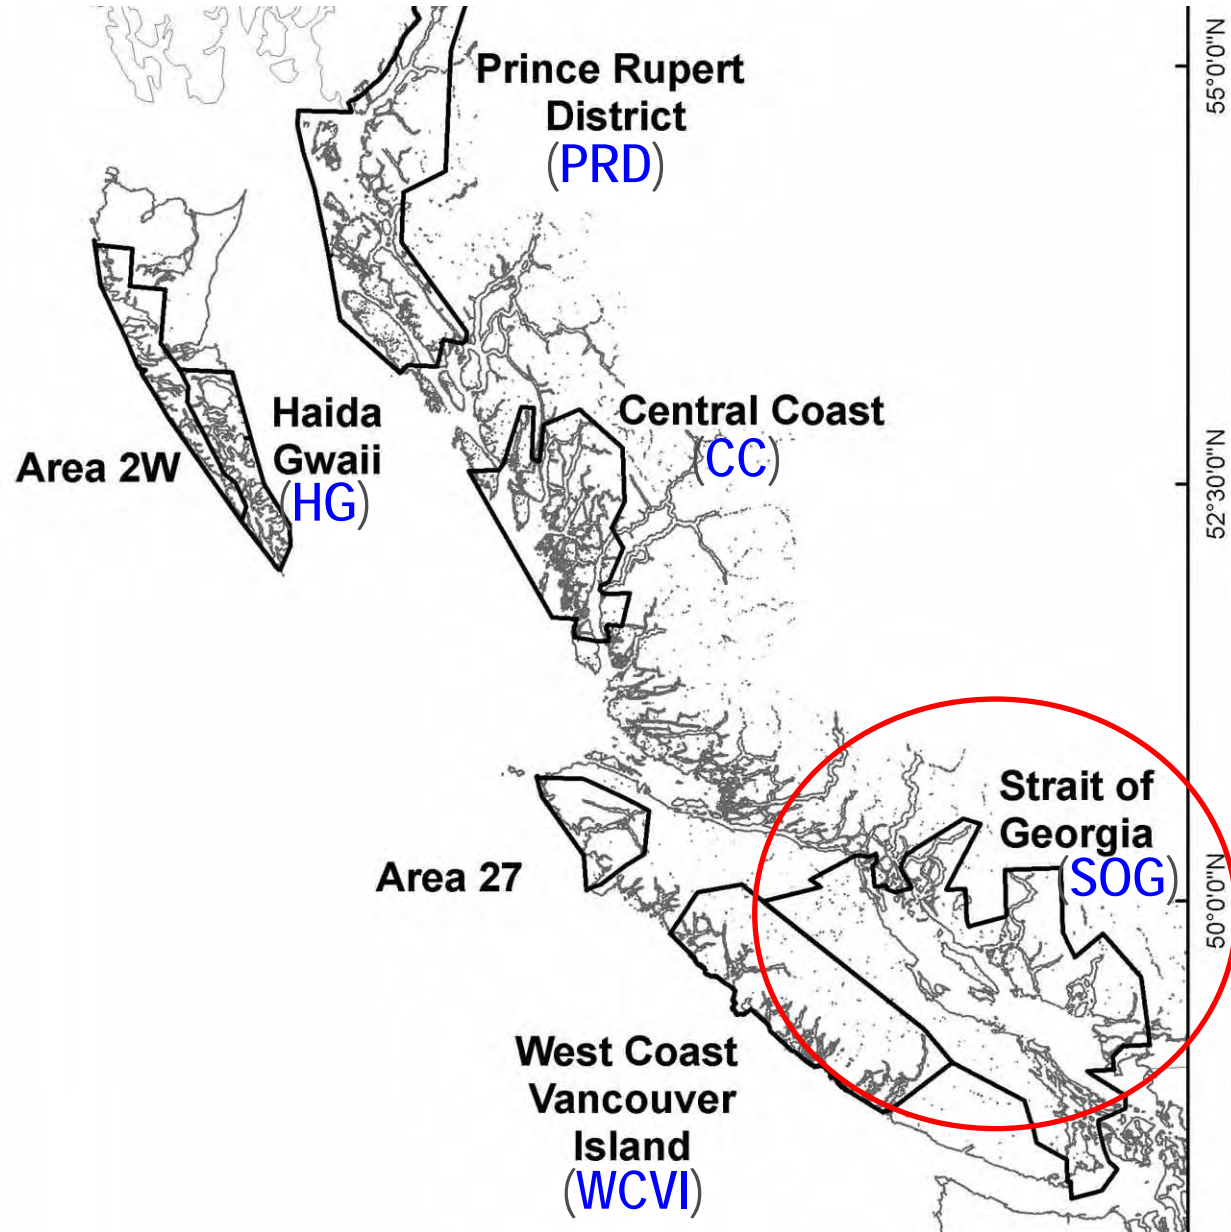 Prince Rupert
District
(PRD)
55°0'0"N
Haida
Gwaii
(HG)
Area 2W
Central Coast
(CC)
52°30'0"N
Strait of
Georgia
(SOG)
50°0'0"N
Area 27
West Coast
Vancouver
Island
(WCVI)